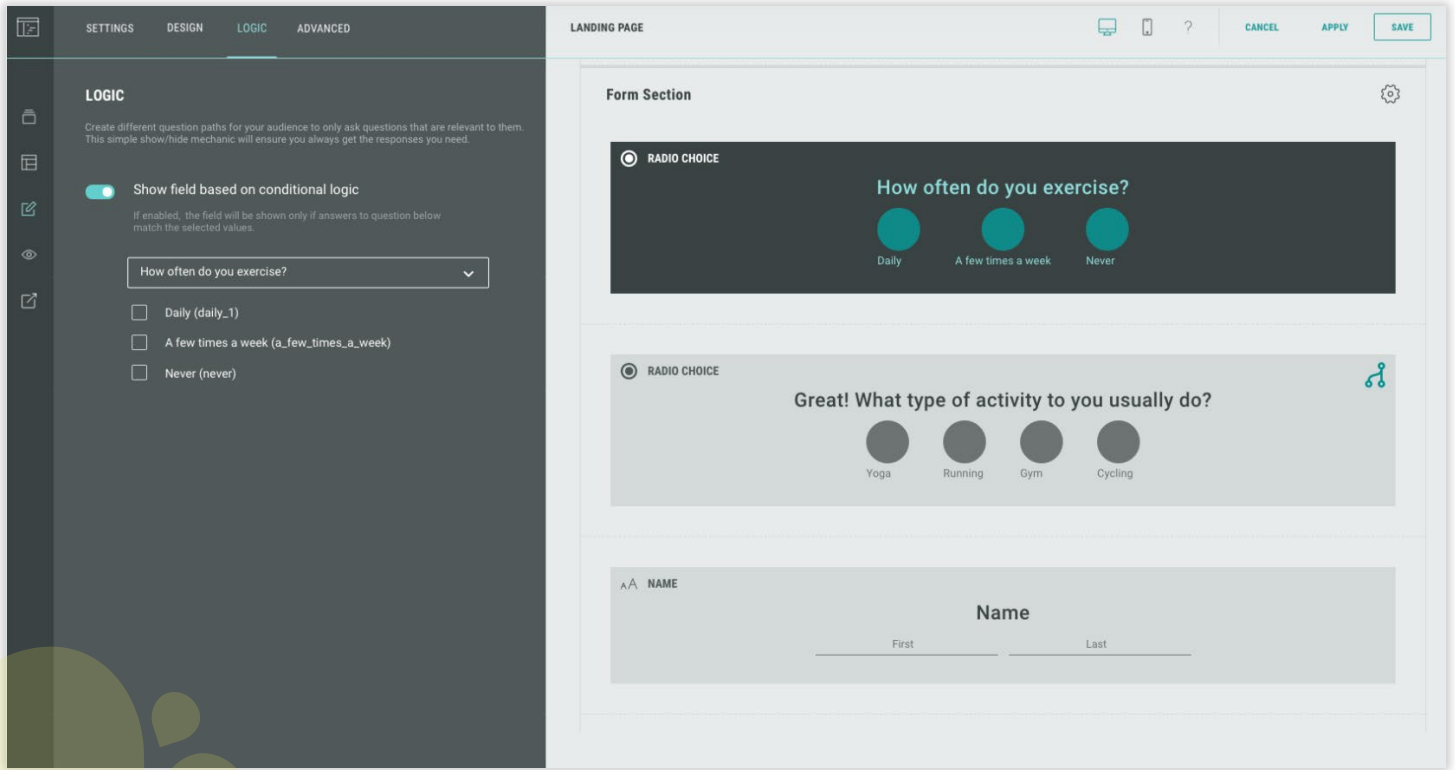 SETTINGS DESIGN LOGIC ADVANCED
LANDING PAGE
? CANCEL APPLY SAVE
LOGIC
Create different question paths for your audience to only ask questions that are relevant to them.
This simple show/hide mechanic will ensure you always get the responses you need.
Show field based on conditional logic
If enabled, the field will be shown only if answers to question below
match the selected values.
How often do you exercise?
Daily (daily_1)
A few times a week (a_few_times_a_week)
Never (never)
Form Section
RADIO CHOICE
How often do you exercise?
Daily A few times a week Never
RADIO CHOICE
Great! What type of activity to you usually do?
Yoga Running Gym Cycling
AA NAME
Name
First Last